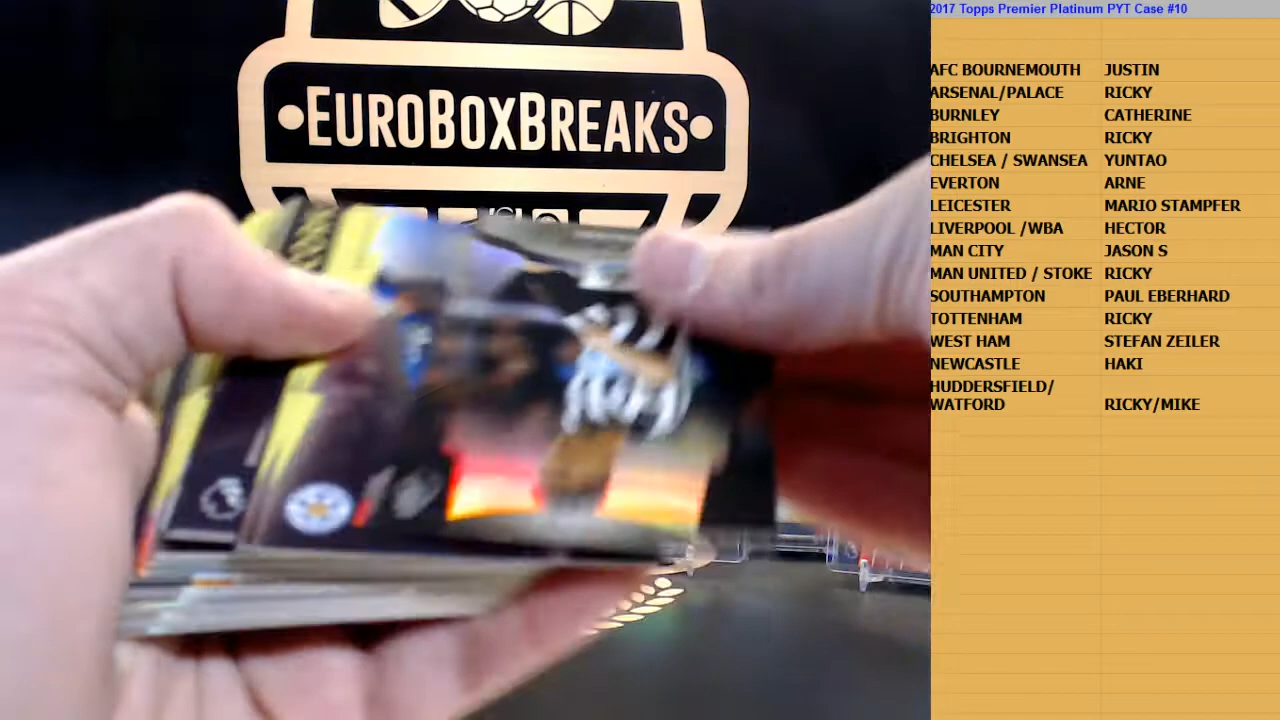 EUROBOXBREAKS
2017 Topps Premier Platinum PYT Case #10
AFC BOURNEMOUTH JUSTIN
ARSENAL/PALACE RICKY
BURNLEY CATHERINE
BRIGHTON RICKY
CHELSEA / SWANSEA YUNTAO
EVERTON ARNE
LEICESTER MARIO STAMPFER
LIVERPOOL /WBA HECTOR
MAN CITY JASON S
MAN UNITED / STOKE RICKY
SOUTHAMPTON PAUL EBERHARD
TOTTENHAM RICKY
WEST HAM STEFAN ZEILER
NEWCASTLE HAKI
HUDDERSFIELD/
WATFORD RICKY/MIKE